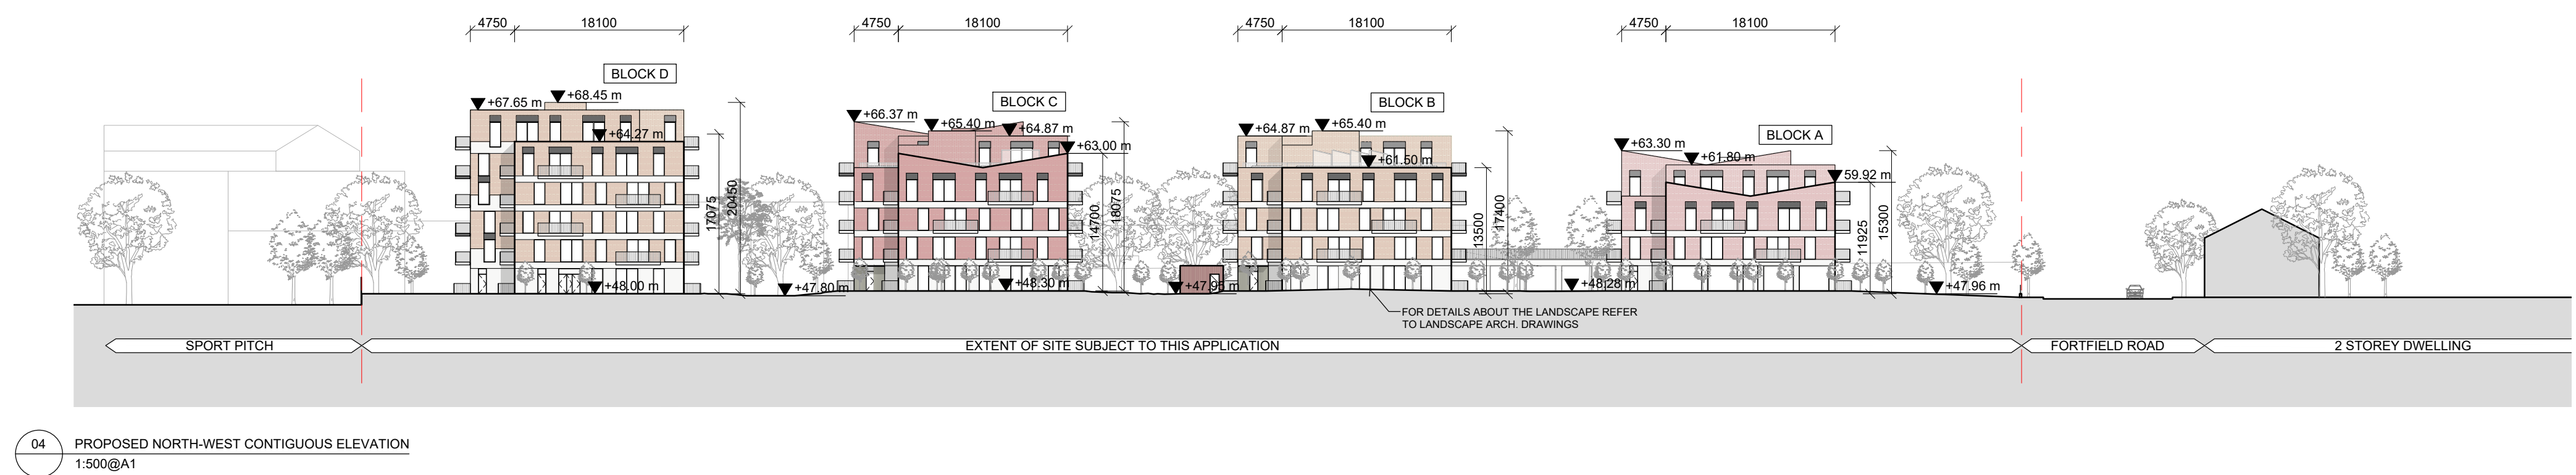 4750 18100
4750 18100
4750 18100
4750 18100
BLOCK D
BLOCK C
BLOCK B
BLOCK A
+67.65 m
+68.45 m
+64.27 m
17075
20450
+48.00 m
+47.80 m
+66.37 m
+65.40 m
+64.87 m
+63.00 m
14700
18075
+48.30 m
+47.95 m
+64.87 m
+65.40 m
+61.50 m
13500
17400
+48.28 m
+63.30 m
+61.80 m
59.92 m
11925
15300
+47.96 m
FOR DETAILS ABOUT THE LANDSCAPE REFER
TO LANDSCAPE ARCH. DRAWINGS
SPORT PITCH
EXTENT OF SITE SUBJECT TO THIS APPLICATION
FORTFIELD ROAD
2 STOREY DWELLING
04
PROPOSED NORTH-WEST CONTIGUOUS ELEVATION
1:500@A1